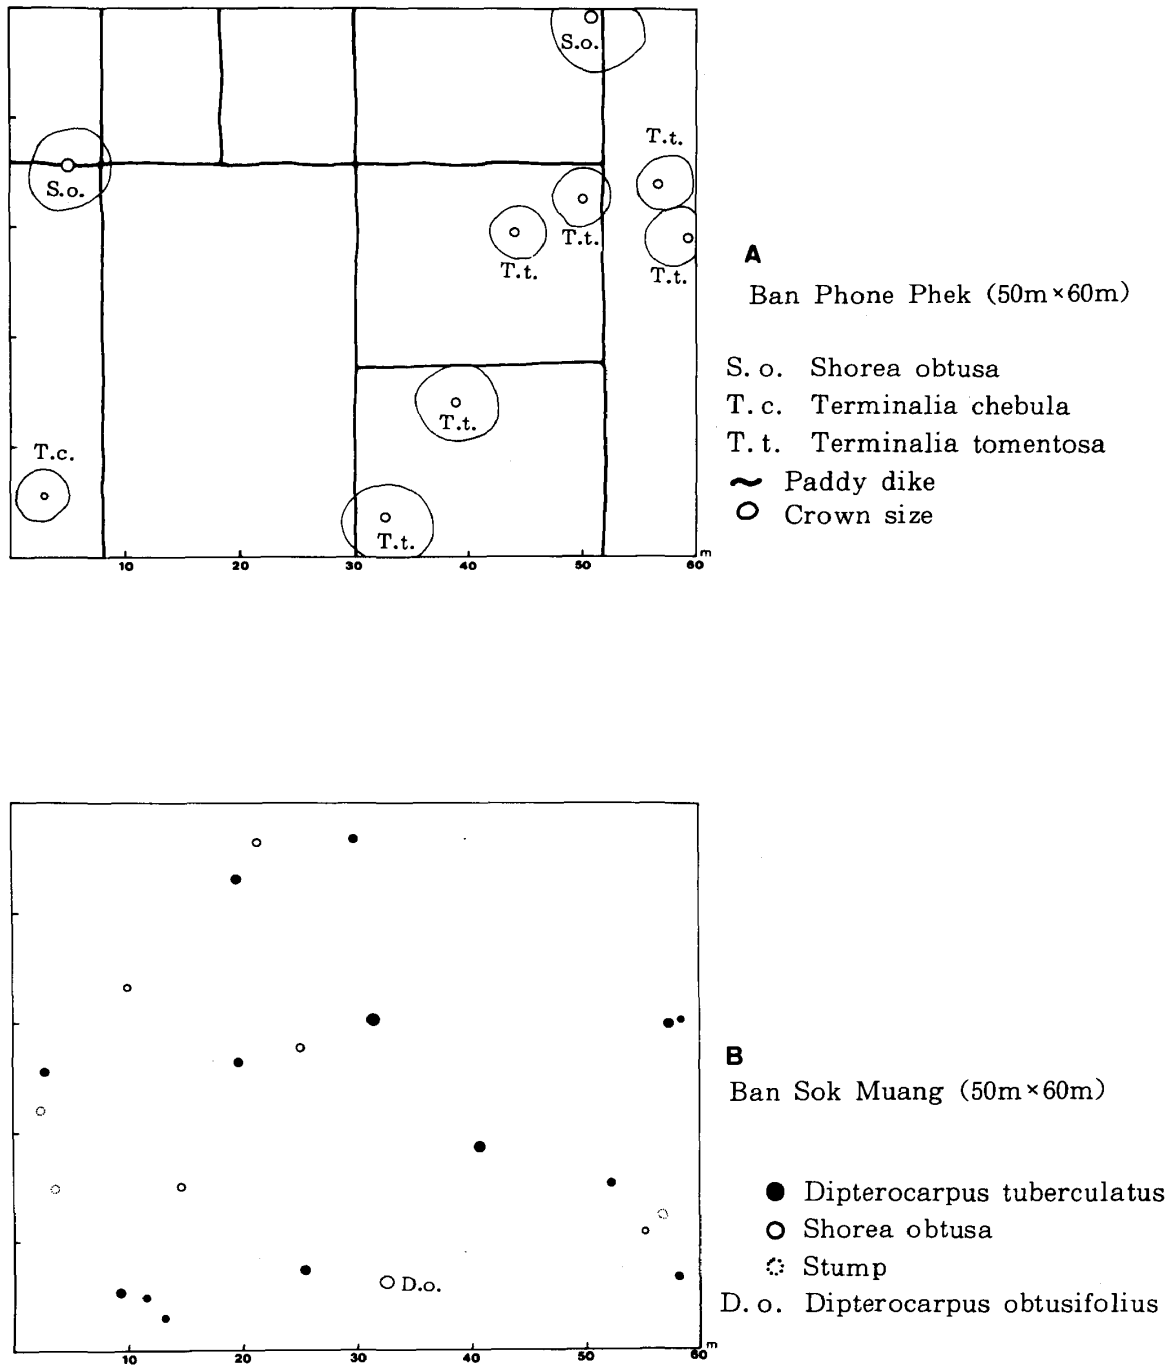 S.o.
T.t.
S.o.
T.t.
T.t.
T.t.
T.t.
T.c.
T.t.
10 20 30 40 50 60 m
A
Ban Phone Phek (50m×60m)
S. o. Shorea obtusa
T. c. Terminalia chebula
T. t. Terminalia tomentosa
Paddy dike
Crown size
D.o.
10 20 30 40 50 60 m
B
Ban Sok Muang (50m×60m)
Dipterocarpus tuberculatus
Shorea obtusa
Stump
D. o. Dipterocarpus obtusifolius